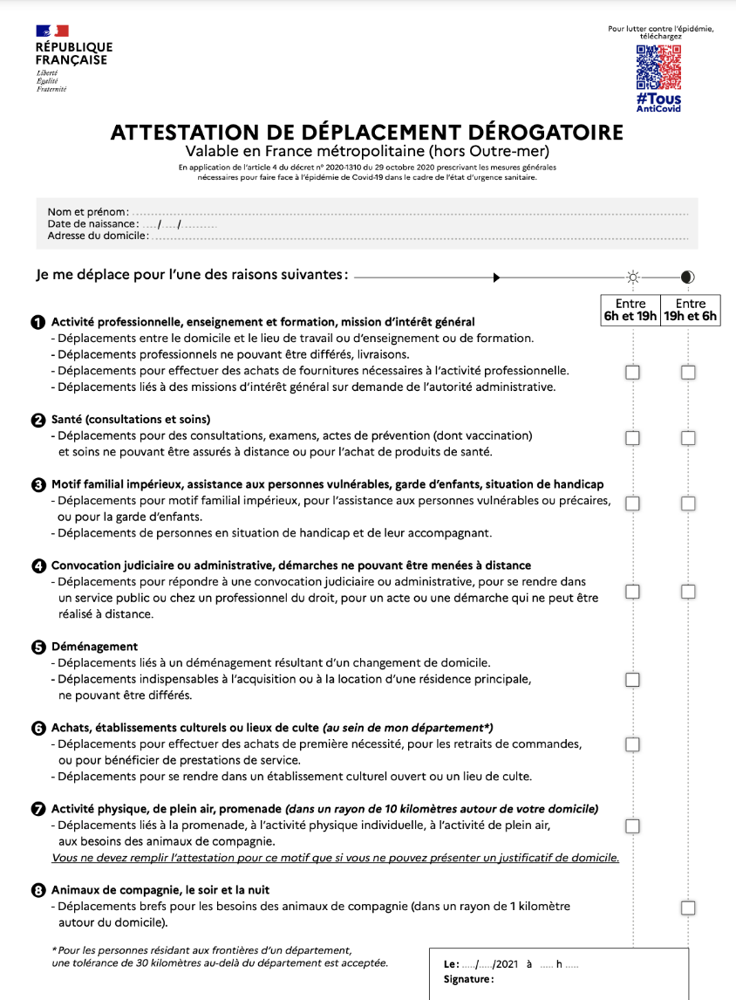 RÉPUBLIQUE
FRANÇAISE
Liberté
Égalité
Fraternité
Pour lutter contre l'épidémie,
téléchargez
#Tous
AntiCovid
ATTESTATION DE DÉPLACEMENT DÉROGATOIRE
Valable en France métropolitaine (hors Outre-mer)
En application de l'article 4 du décret n° 2020-1310 du 29 octobre 2020 prescrivant les mesures générales
nécessaires pour faire face à l'épidémie de Covid-19 dans le cadre de l'état d'urgence sanitaire.
Nom et prénom :
Date de naissance : ..../..../..........
Adresse du domicile :
Je me déplace pour l'une des raisons suivantes :
Entre 6h et 19h
Entre 19h et 6h
1 Activité professionnelle, enseignement et formation, mission d'intérêt général
- Déplacements entre le domicile et le lieu de travail ou d'enseignement ou de formation.
- Déplacements professionnels ne pouvant être différés, livraisons.
- Déplacements pour effectuer des achats de fournitures nécessaires à l'activité professionnelle.
- Déplacements liés à des missions d'intérêt général sur demande de l'autorité administrative.
2 Santé (consultations et soins)
- Déplacements pour des consultations, examens, actes de prévention (dont vaccination)
et soins ne pouvant être assurés à distance ou pour l'achat de produits de santé.
3 Motif familial impérieux, assistance aux personnes vulnérables, garde d'enfants, situation de handicap
- Déplacements pour motif familial impérieux, pour l'assistance aux personnes vulnérables ou précaires,
ou pour la garde d'enfants.
- Déplacements de personnes en situation de handicap et de leur accompagnant.
4 Convocation judiciaire ou administrative, démarches ne pouvant être menées à distance
- Déplacements pour répondre à une convocation judiciaire ou administrative, pour se rendre dans
un service public ou chez un professionnel du droit, pour un acte ou une démarche qui ne peut être
réalisé à distance.
5 Déménagement
- Déplacements liés à un déménagement résultant d'un changement de domicile.
- Déplacements indispensables à l'acquisition ou à la location d'une résidence principale,
ne pouvant être différés.
6 Achats, établissements culturels ou lieux de culte (au sein de mon département*)
- Déplacements pour effectuer des achats de première nécessité, pour les retraits de commandes,
ou pour bénéficier de prestations de service.
- Déplacements pour se rendre dans un établissement culturel ouvert ou un lieu de culte.
7 Activité physique, de plein air, promenade (dans un rayon de 10 kilomètres autour de votre domicile)
- Déplacements liés à la promenade, à l'activité physique individuelle, à l'activité de plein air,
aux besoins des animaux de compagnie.
Vous ne devez remplir l'attestation pour ce motif que si vous ne pouvez présenter un justificatif de domicile.
8 Animaux de compagnie, le soir et la nuit
- Déplacements brefs pour les besoins des animaux de compagnie (dans un rayon de 1 kilomètre
autour du domicile).
* Pour les personnes résidant aux frontières d'un département,
une tolérance de 30 kilomètres au-delà du département est acceptée.
Le : ..../..../2021 à .... h ....
Signature :